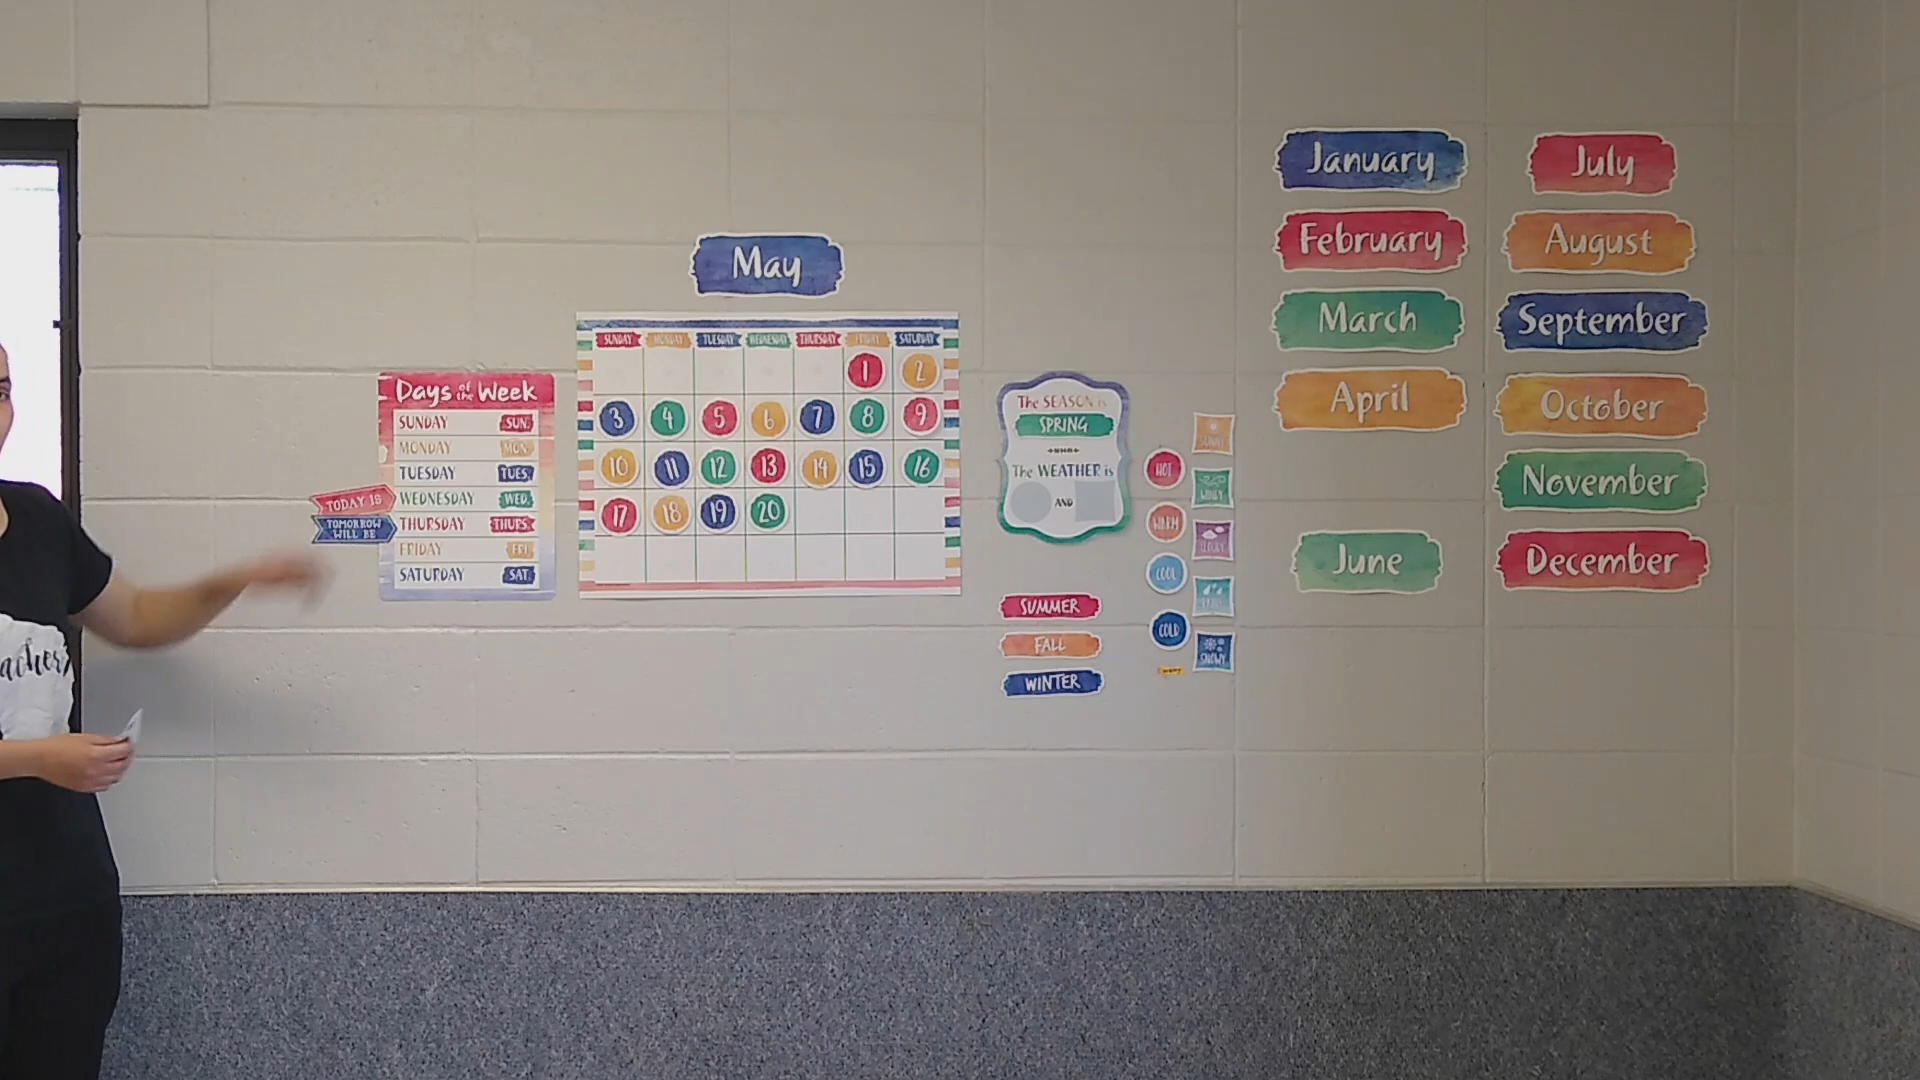 May
SUNDAY MONDAY TUESDAY WEDNESDAY THURSDAY FRIDAY SATURDAY
1 2
3 4 5 6 7 8 9
10 11 12 13 14 15 16
17 18 19 20
Days of the Week
SUNDAY SUN.
MONDAY MON.
TUESDAY TUES.
WEDNESDAY WED.
THURSDAY THURS.
FRIDAY FRI.
SATURDAY SAT.
TODAY IS
TOMORROW
WILL BE
The SEASON is
SPRING
The WEATHER is
AND
SUMMER
FALL
WINTER
HOT
WARM
COOL
COLD
SUNNY
WINDY
CLOUDY
SNOWY
January
February
March
April
June
July
August
September
October
November
December